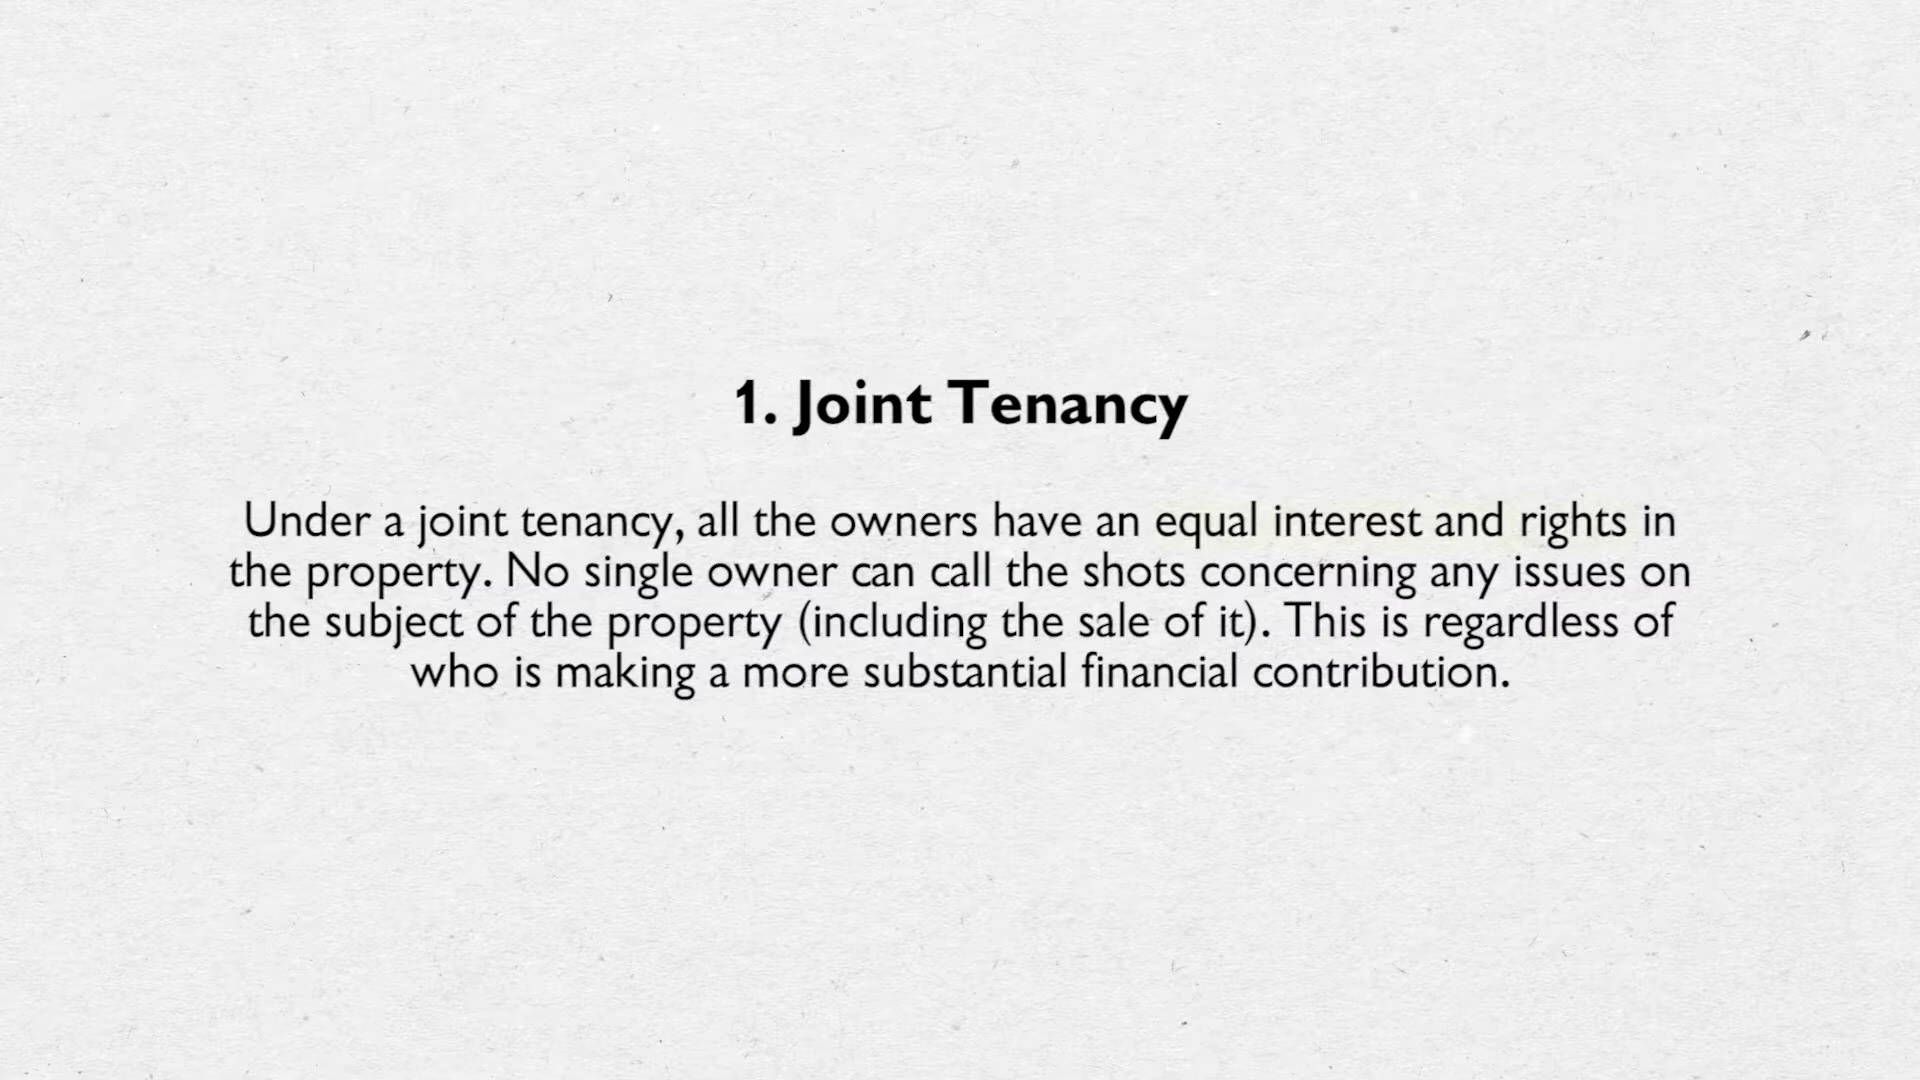 1. Joint Tenancy
Under a joint tenancy, all the owners have an equal interest and rights in
the property. No single owner can call the shots concerning any issues on
the subject of the property (including the sale of it). This is regardless of
who is making a more substantial financial contribution.